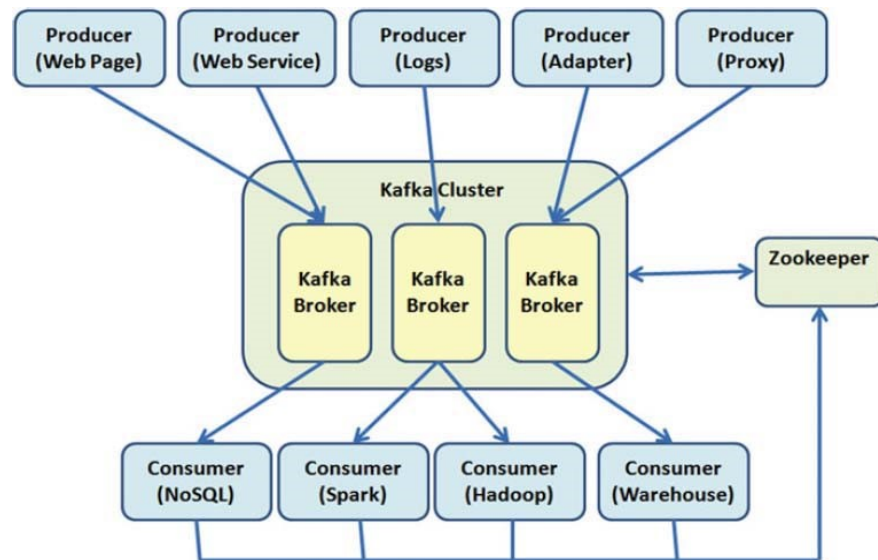 Producer
(Web Page)
Producer
(Web Service)
Producer
(Logs)
Producer
(Adapter)
Producer
(Proxy)
Kafka Cluster
Kafka
Broker
Kafka
Broker
Kafka
Broker
Zookeeper
Consumer
(NoSQL)
Consumer
(Spark)
Consumer
(Hadoop)
Consumer
(Warehouse)